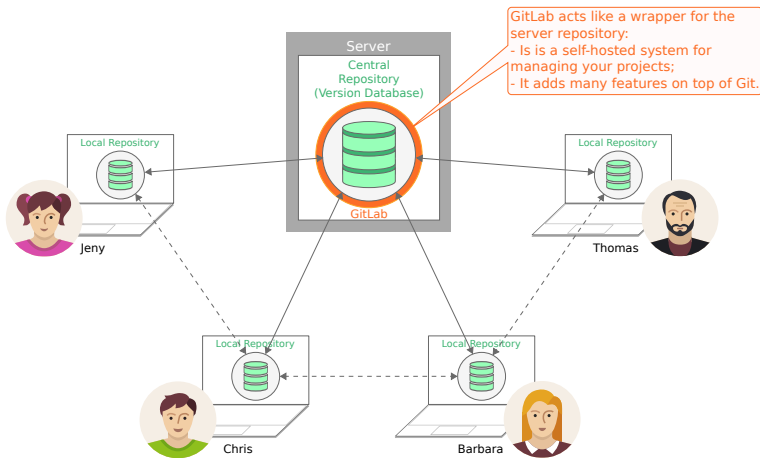 GitLab acts like a wrapper for the
server repository:
- Is is a self-hosted system for
managing your projects;
- It adds many features on top of Git.
Server
Central
Repository
(Version Database)
GitLab
Local Repository
Jeny
Local Repository
Thomas
Local Repository
Chris
Local Repository
Barbara